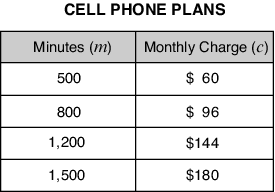 CELL PHONE PLANS
Minutes (m) Monthly Charge (c)
500 $ 60
800 $ 96
1,200 $144
1,500 $180